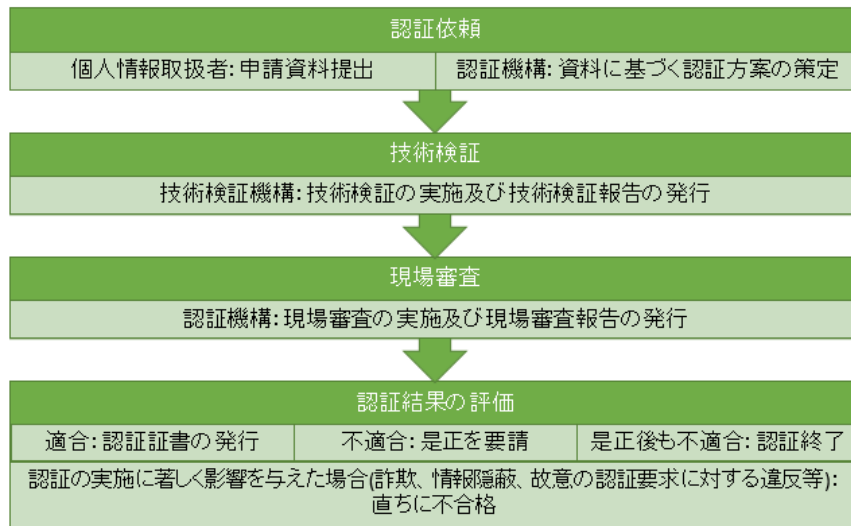 認証依頼
個人情報取扱者:申請資料提出
認証機構:資料に基づく認証方案の策定
技術検証
技術検証機構:技術検証の実施及び技術検証報告の発行
現場審査
認証機構:現場審査の実施及び現場審査報告の発行
認証結果の評価
適合:認証証書の発行
不適合:是正を要請
是正後も不適合:認証終了
認証の実施に著しく影響を与えた場合(詐欺、情報隠蔽、故意の認証要求に対する違反等):
直ちに不合格